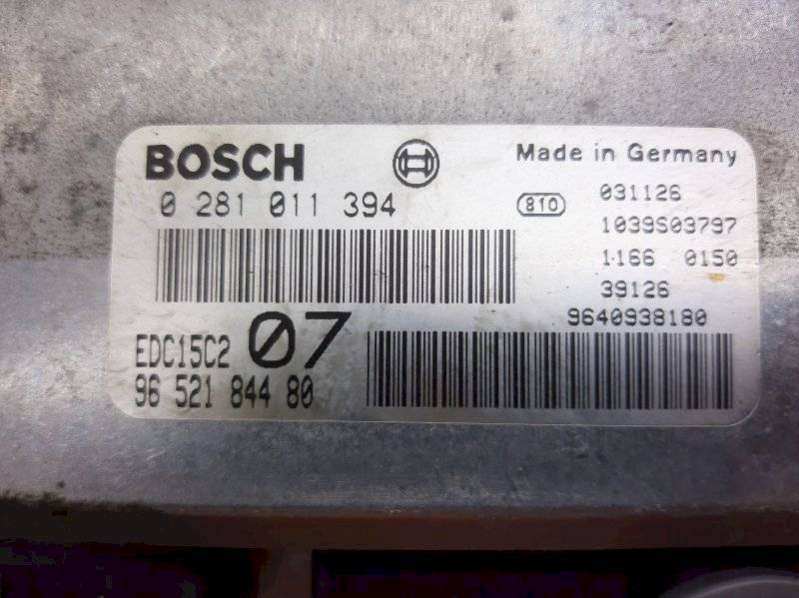 BOSCH
Made in Germany
0 281 011 394
810
031126
1039S03797
1166 0150
39126
9640938180
EDC15C2 07
96 521 844 80